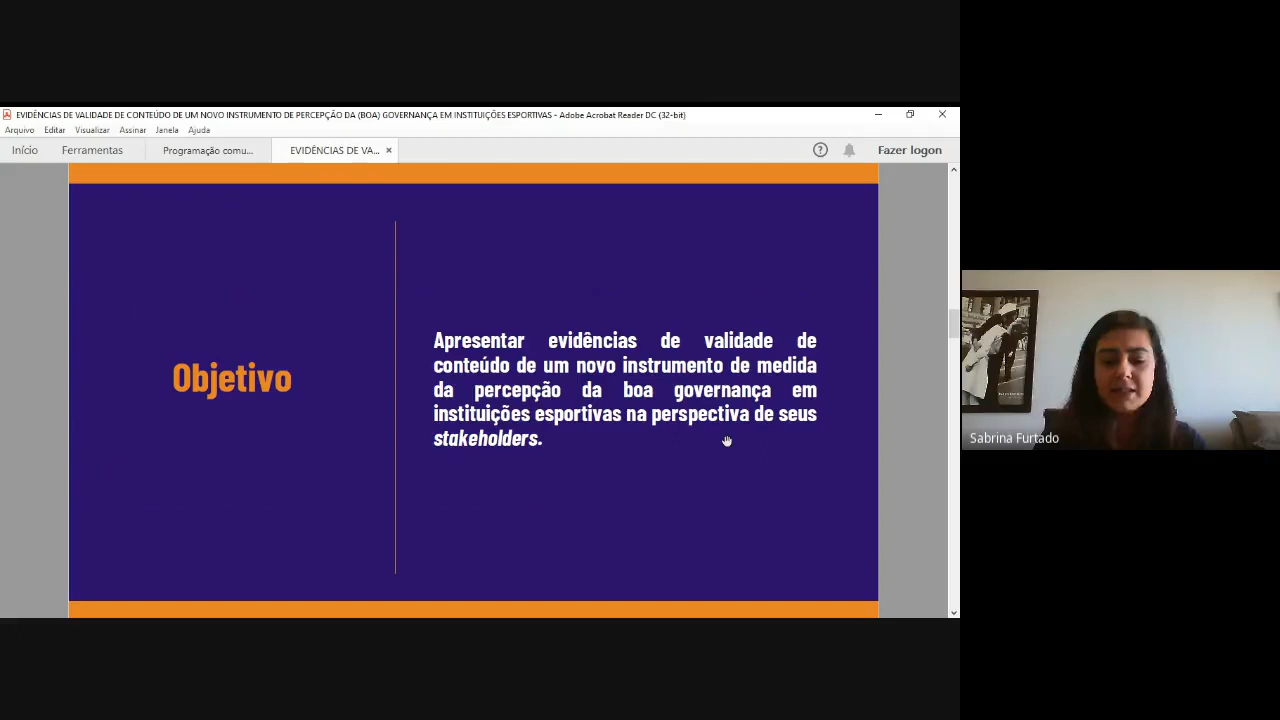 EVIDÊNCIAS DE VALIDADE DE CONTEÚDO DE UM NOVO INSTRUMENTO DE PERCEPÇÃO DA (BOA) GOVERNANÇA EM INSTITUIÇÕES ESPORTIVAS - Adobe Acrobat Reader DC (32-bit)
Arquivo Editar Visualizar Assinar Janela Ajuda
Início Ferramentas Programação comu... EVIDÊNCIAS DE VA... × Fazer logon
Objetivo
Apresentar evidências de validade de
conteúdo de um novo instrumento de medida
da percepção da boa governança em
instituições esportivas na perspectiva de seus
stakeholders.
Sabrina Furtado